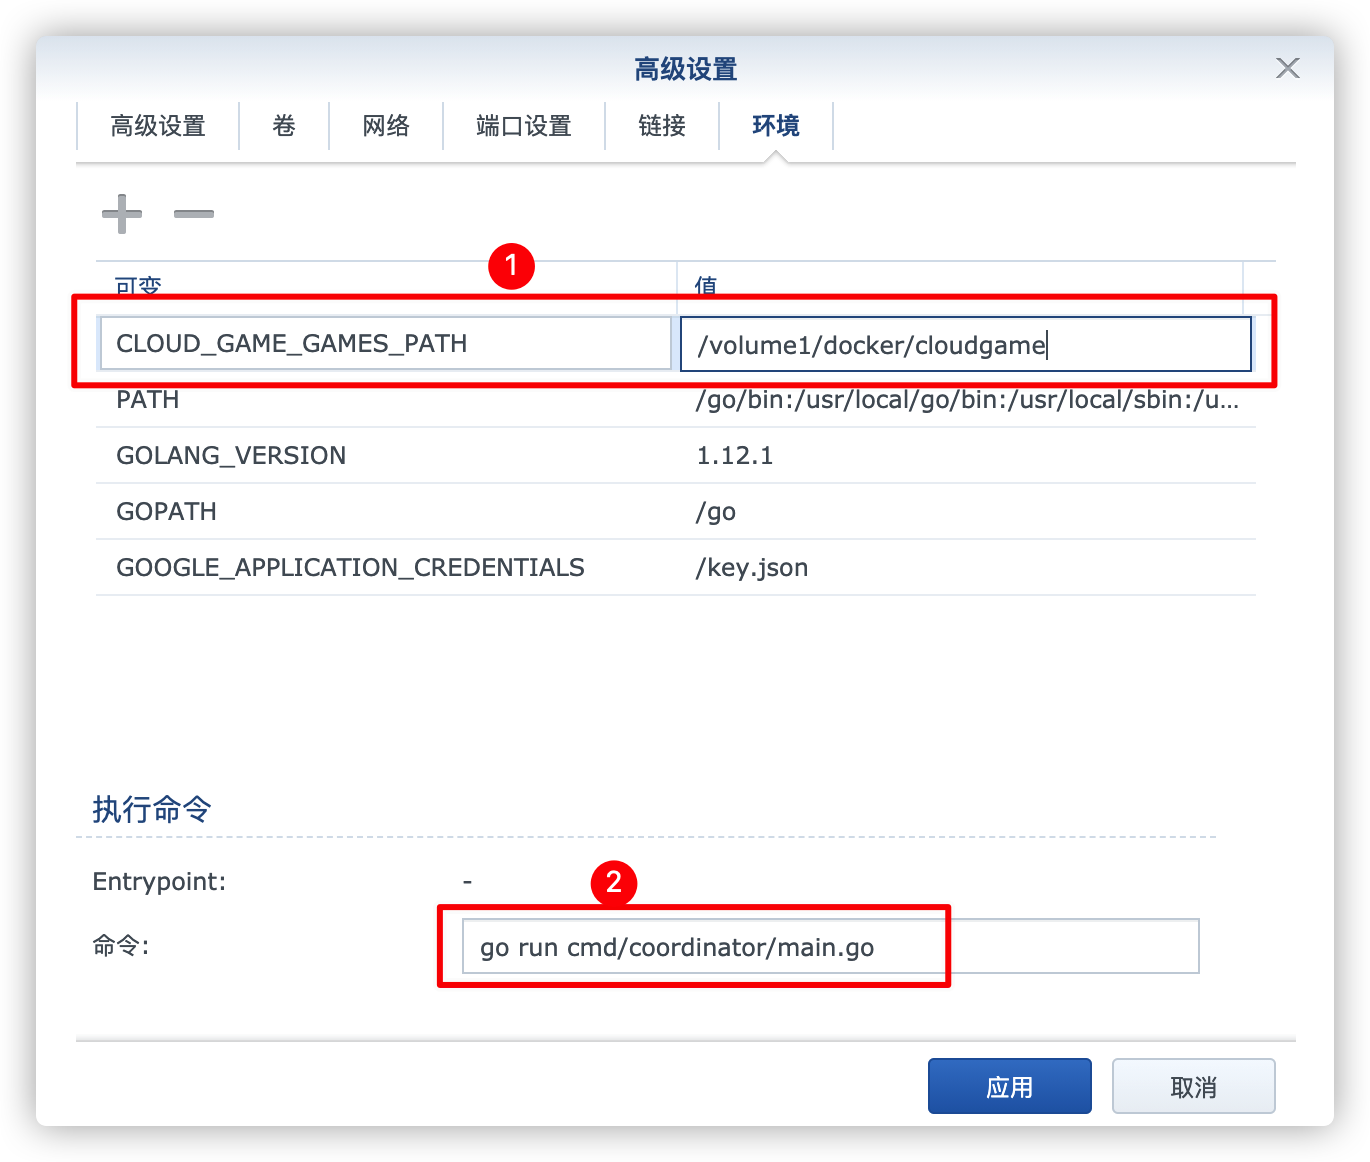 高级设置
高级设置 卷 网络 端口设置 链接 环境
1
可变 值
CLOUD_GAME_GAMES_PATH /volume1/docker/cloudgame
PATH /go/bin:/usr/local/go/bin:/usr/local/sbin:/u...
GOLANG_VERSION 1.12.1
GOPATH /go
GOOGLE_APPLICATION_CREDENTIALS /key.json
执行命令
Entrypoint: -
2
命令: go run cmd/coordinator/main.go
应用 取消